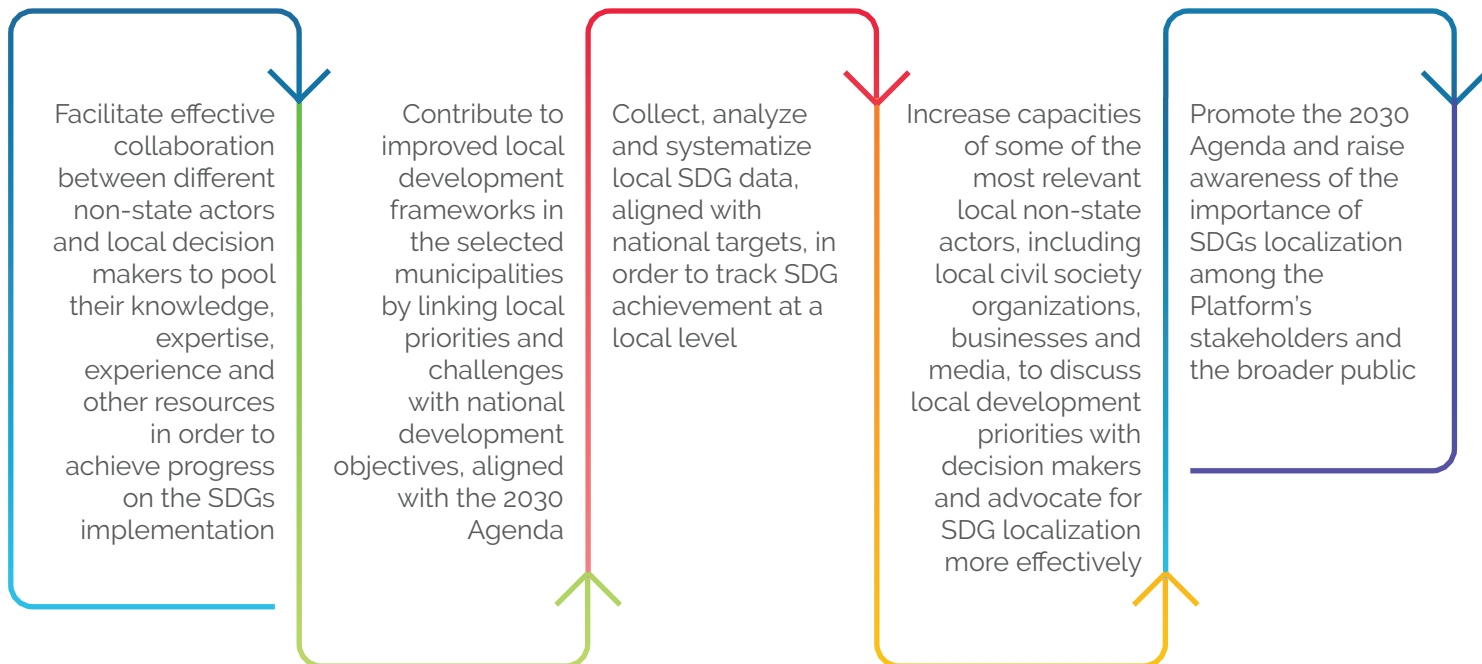 Facilitate effective
collaboration
between different
non-state actors
and local decision
makers to pool
their knowledge,
expertise,
experience and
other resources
in order to
achieve progress
on the SDGs
implementation
Contribute to
improved local
development
frameworks in
the selected
municipalities
by linking local
priorities and
challenges
with national
development
objectives, aligned
with the 2030
Agenda
Collect, analyze
and systematize
local SDG data,
aligned with
national targets, in
order to track SDG
achievement at a
local level
Increase capacities
of some of the
most relevant
local non-state
actors, including
local civil society
organizations,
businesses and
media, to discuss
local development
priorities with
decision makers
and advocate for
SDG localization
more effectively
Promote the 2030
Agenda and raise
awareness of the
importance of
SDGs localization
among the
Platform's
stakeholders and
the broader public